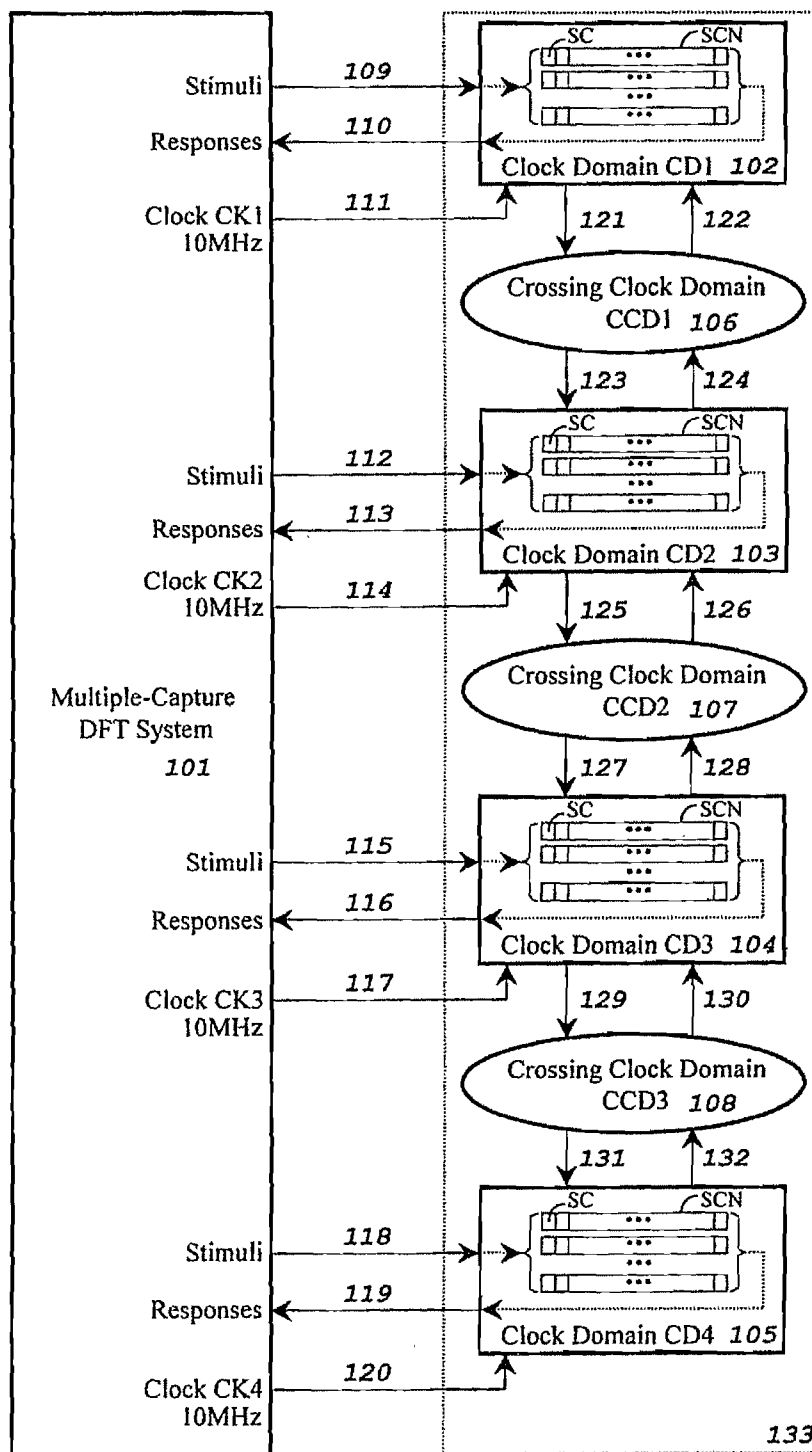 SC SCN
Stimuli 109
Responses 110
Clock Domain CD1 102
Clock CK1 111
10MHz
121 122
Crossing Clock Domain
CCD1 106
123 124
SC SCN
Stimuli 112
Responses 113
Clock Domain CD2 103
Clock CK2 114
10MHz
125 126
Crossing Clock Domain
CCD2 107
Multiple-Capture
DFT System
101
127 128
SC SCN
Stimuli 115
Responses 116
Clock Domain CD3 104
Clock CK3 117
10MHz
129 130
Crossing Clock Domain
CCD3 108
131 132
SC SCN
Stimuli 118
Responses 119
Clock Domain CD4 105
Clock CK4 120
10MHz
133